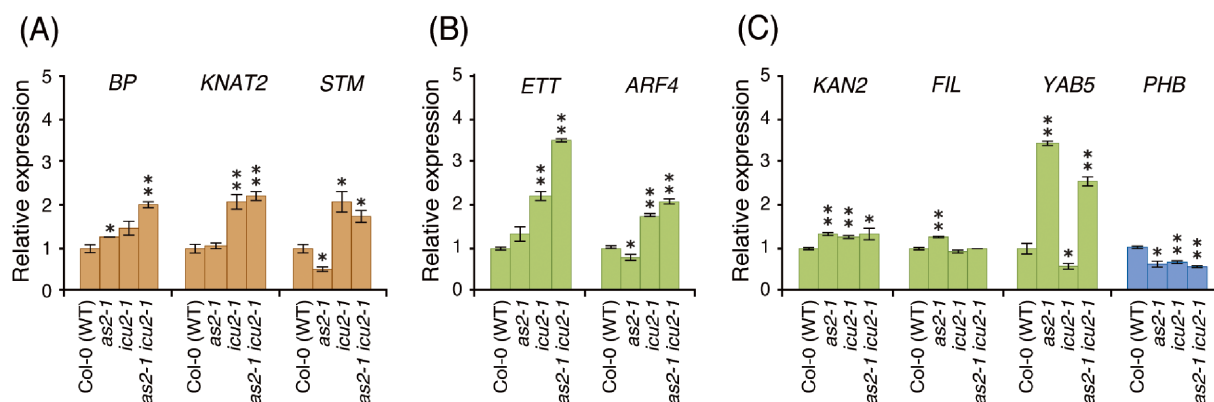 (A)
Relative expression
5
4
3
2
1
0
BP
KNAT2
STM
*
**
**
**
*
*
*
Col-0 (WT)
as2-1
icu2-1
as2-1 icu2-1
Col-0 (WT)
as2-1
icu2-1
as2-1 icu2-1
Col-0 (WT)
as2-1
icu2-1
as2-1 icu2-1
(B)
Relative expression
5
4
3
2
1
0
ETT
ARF4
**
**
*
**
**
Col-0 (WT)
as2-1
icu2-1
as2-1 icu2-1
Col-0 (WT)
as2-1
icu2-1
as2-1 icu2-1
(C)
Relative expression
5
4
3
2
1
0
KAN2
FIL
YAB5
PHB
**
**
*
**
**
*
**
*
**
**
Col-0 (WT)
as2-1
icu2-1
as2-1 icu2-1
Col-0 (WT)
as2-1
icu2-1
as2-1 icu2-1
Col-0 (WT)
as2-1
icu2-1
as2-1 icu2-1
Col-0 (WT)
as2-1
icu2-1
as2-1 icu2-1